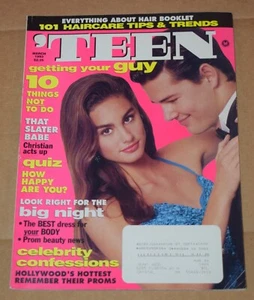 EVERYTHING ABOUT HAIR BOOKLET
101 HAIRCARE TIPS & TRENDS
'TEEN
MARCH
getting your guy
10
THINGS
NOT
TO DO
THAT
SLATER
BABE
Christian
acts up
quiz
HOW
HAPPY
ARE YOU?
LOOK RIGHT FOR THE
big night
• The BEST dress for
your BODY
• Prom beauty news
celebrity
confessions
HOLLYWOOD'S HOTTEST
REMEMBER THEIR PROMS